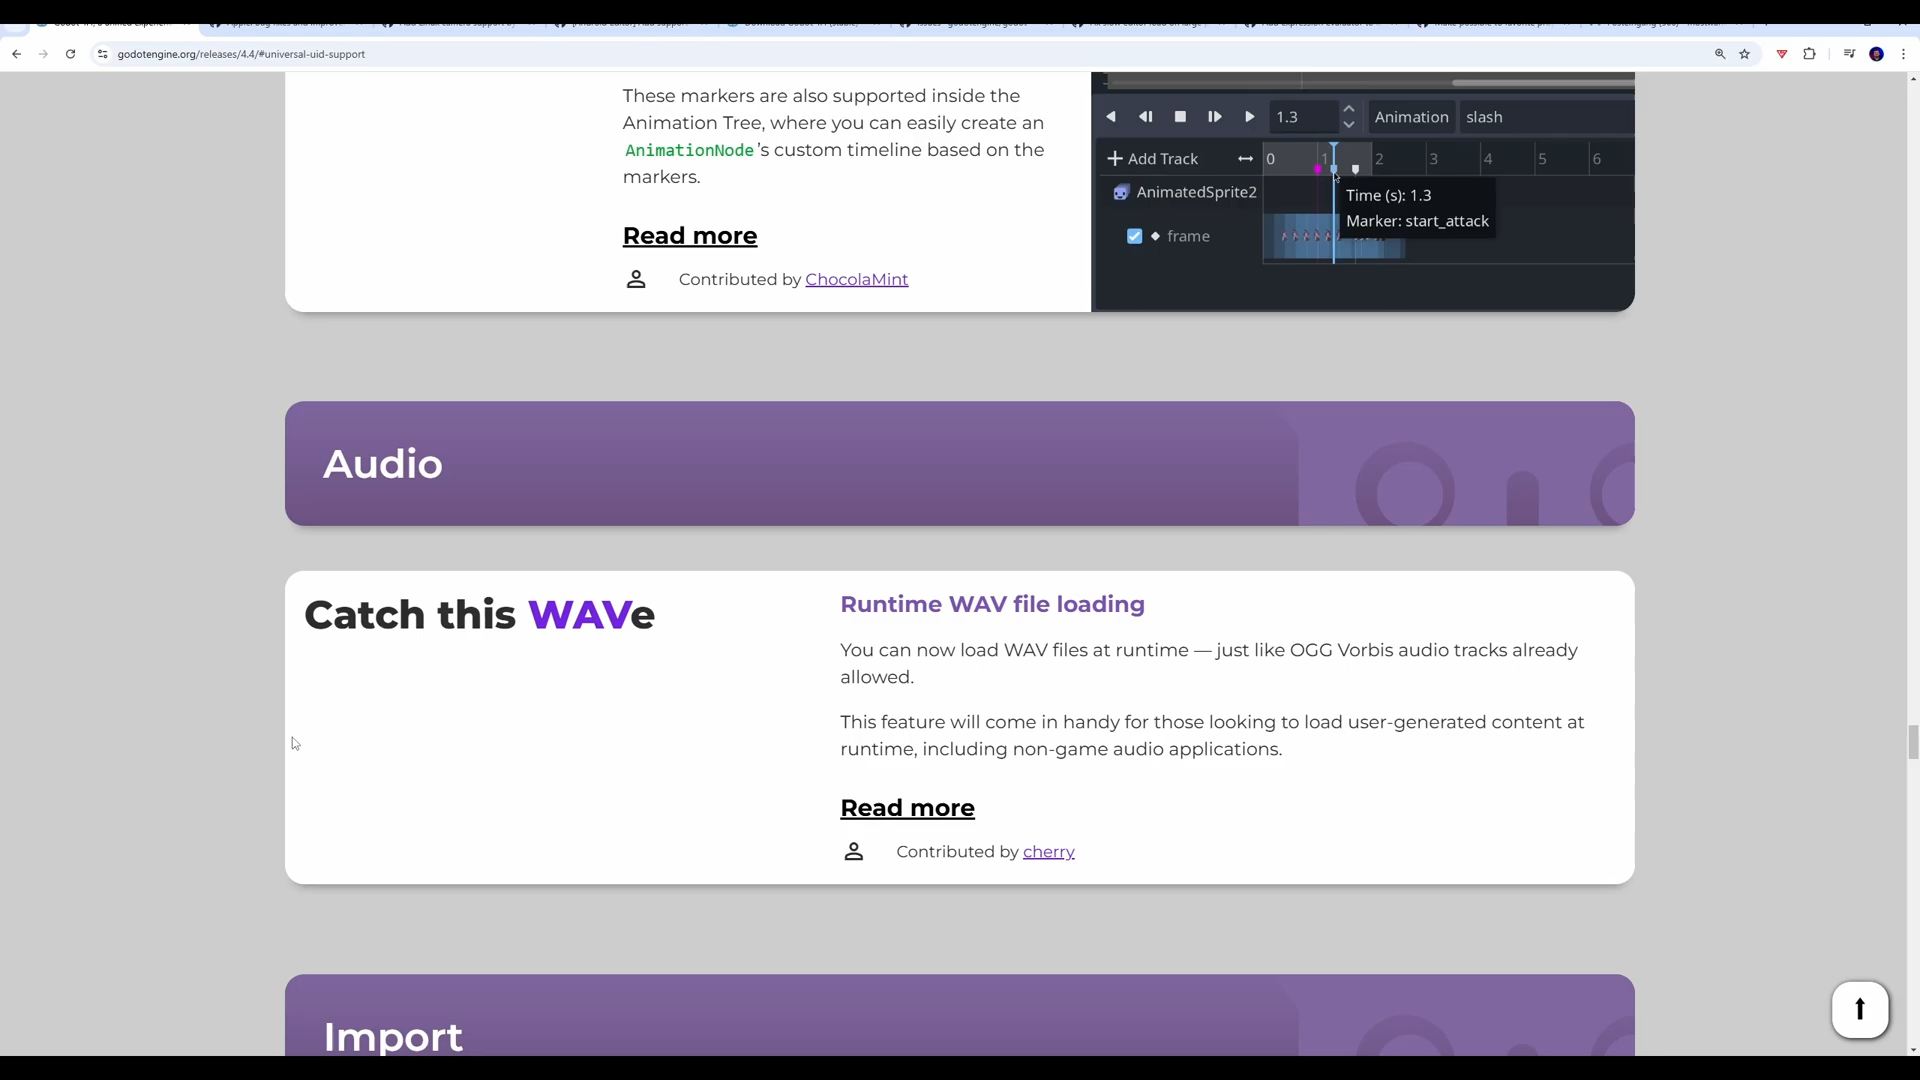 godotengine.org/releases/4.4/#universal-uid-support
These markers are also supported inside the
Animation Tree, where you can easily create an
AnimationNode's custom timeline based on the
markers.
Read more
Contributed by ChocolaMint
1.3
Animation
slash
Add Track
0
1
2
3
4
5
6
AnimatedSprite2
Time (s): 1.3
Marker: start_attack
frame
Audio
Catch this WAVe
Runtime WAV file loading
You can now load WAV files at runtime — just like OGG Vorbis audio tracks already
allowed.
This feature will come in handy for those looking to load user-generated content at
runtime, including non-game audio applications.
Read more
Contributed by cherry
Import